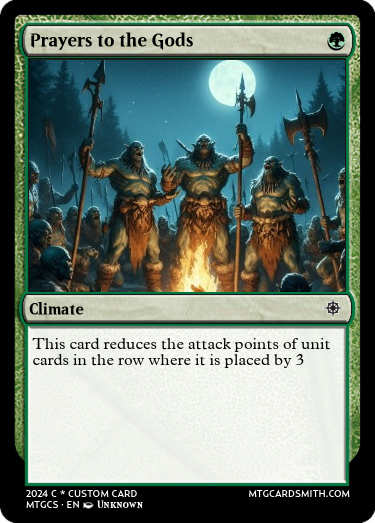 Prayers to the Gods
Climate
This card reduces the attack points of unit
cards in the row where it is placed by 3
2024 C * CUSTOM CARD
MTGCS · EN UNKNOWN
MTGCARDSMITH.COM